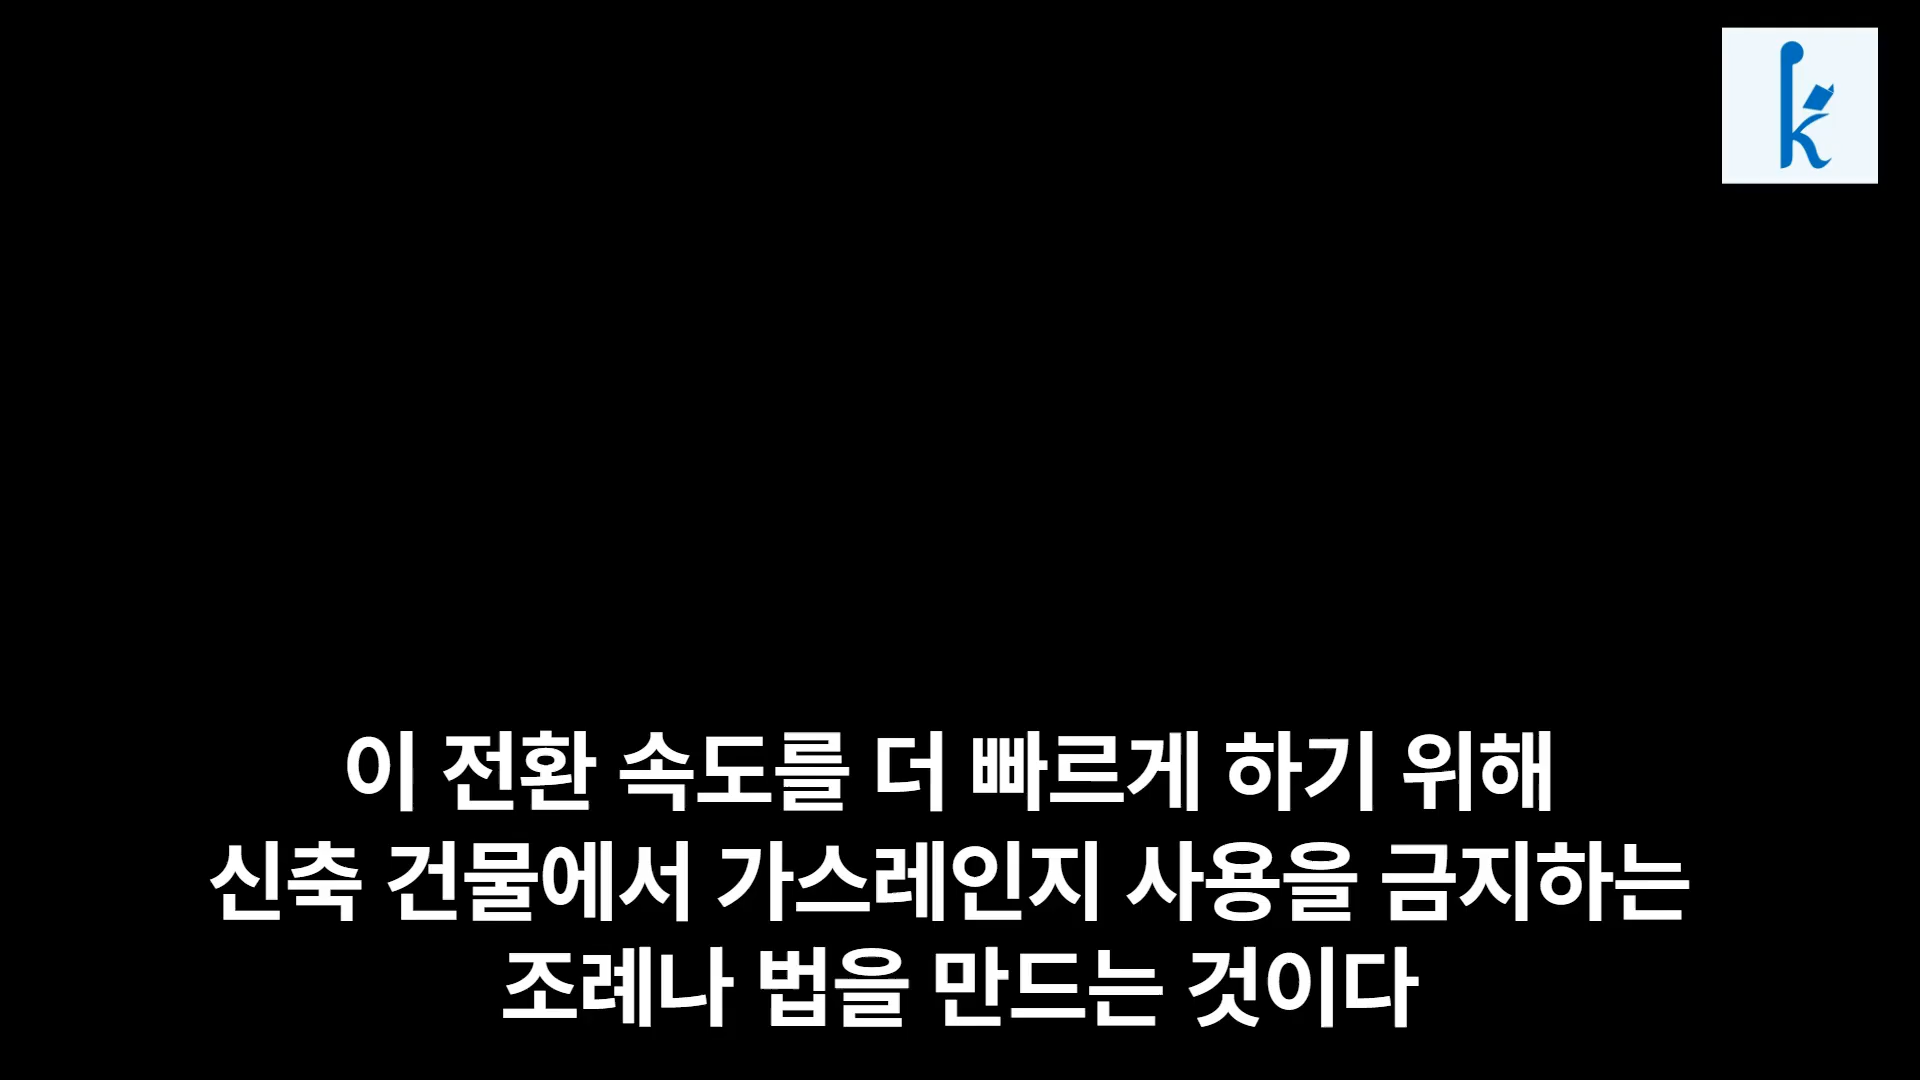 이 전환 속도를 더 빠르게 하기 위해
신축 건물에서 가스레인지 사용을 금지하는
조례나 법을 만드는 것이다